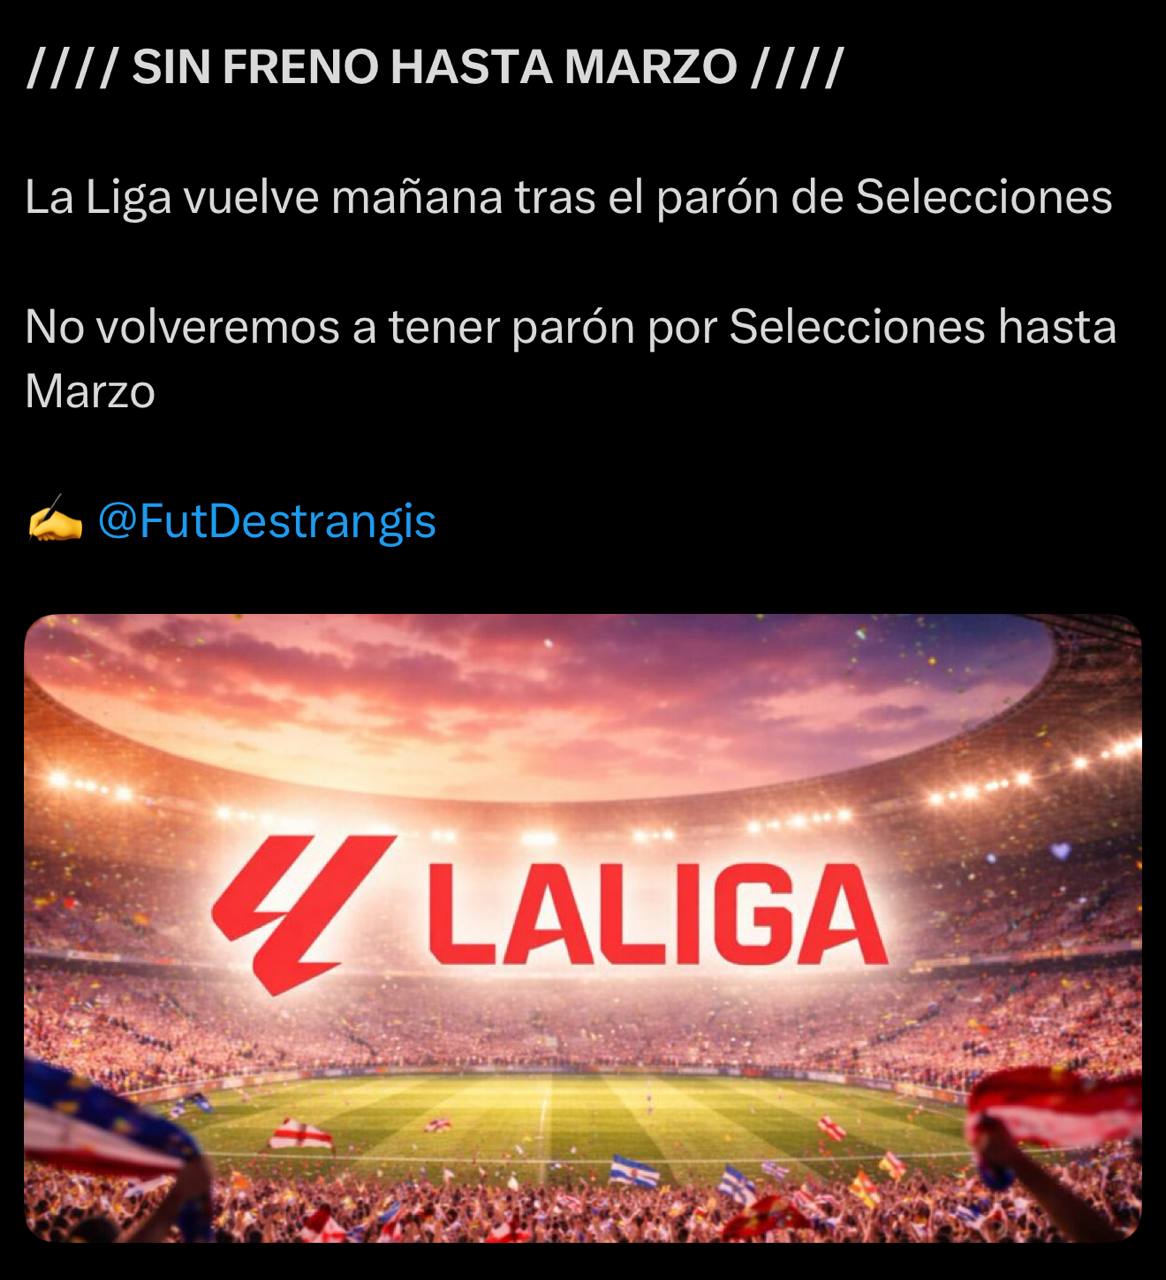 //// SIN FRENO HASTA MARZO ////
La Liga vuelve mañana tras el parón de Selecciones
No volveremos a tener parón por Selecciones hasta
Marzo
✍️ @FutDestrangis
LALIGA